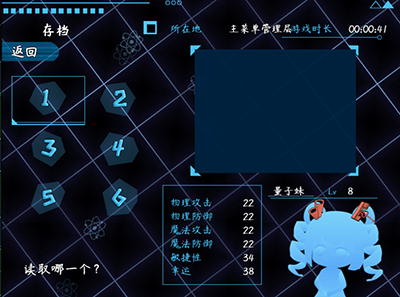 存档
所在地 主菜单管理层 游戏时长 00:00:41
返回
1 2
3 4
5 6
读取哪一个？
物理攻击 22
物理防御 22
魔法攻击 22
魔法防御 22
敏捷性 34
幸运 38
量子妹 Lv 8